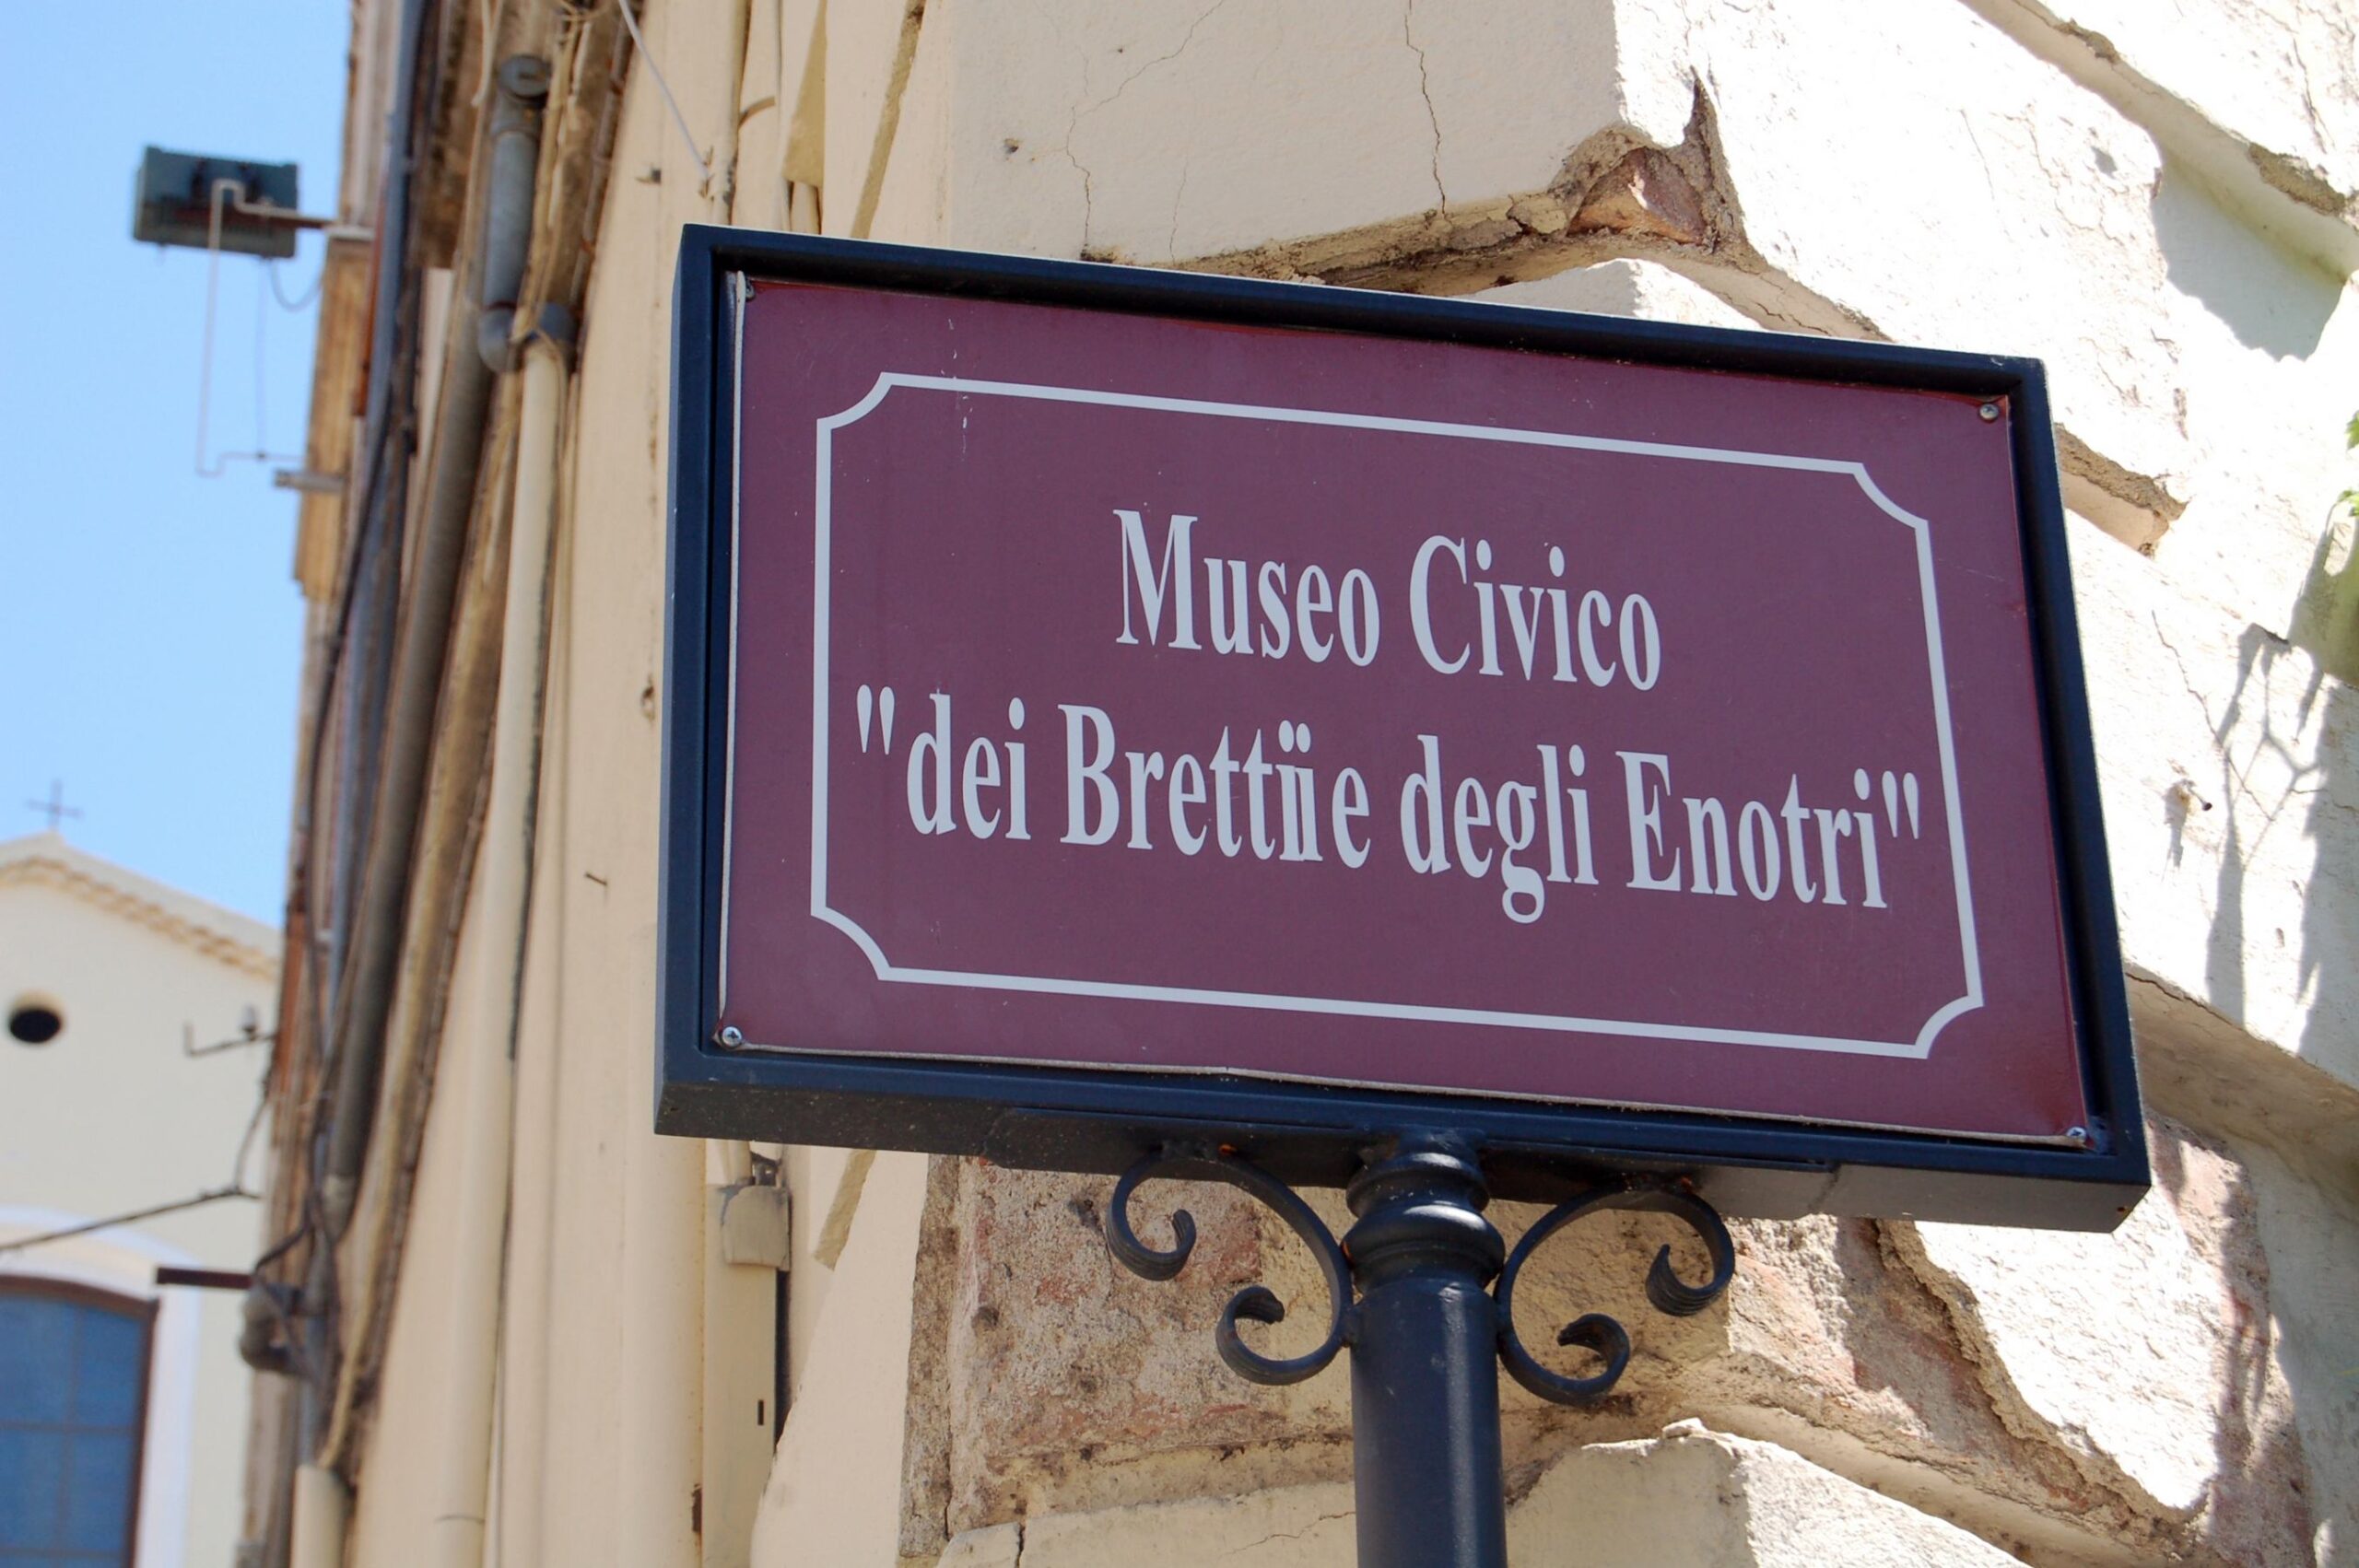 Museo Civico
"dei Brettii e degli Enotri"